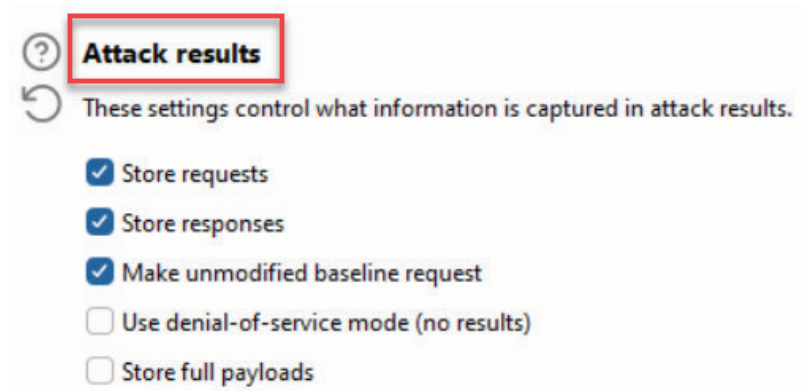 Attack results
These settings control what information is captured in attack results.
Store requests
Store responses
Make unmodified baseline request
Use denial-of-service mode (no results)
Store full payloads